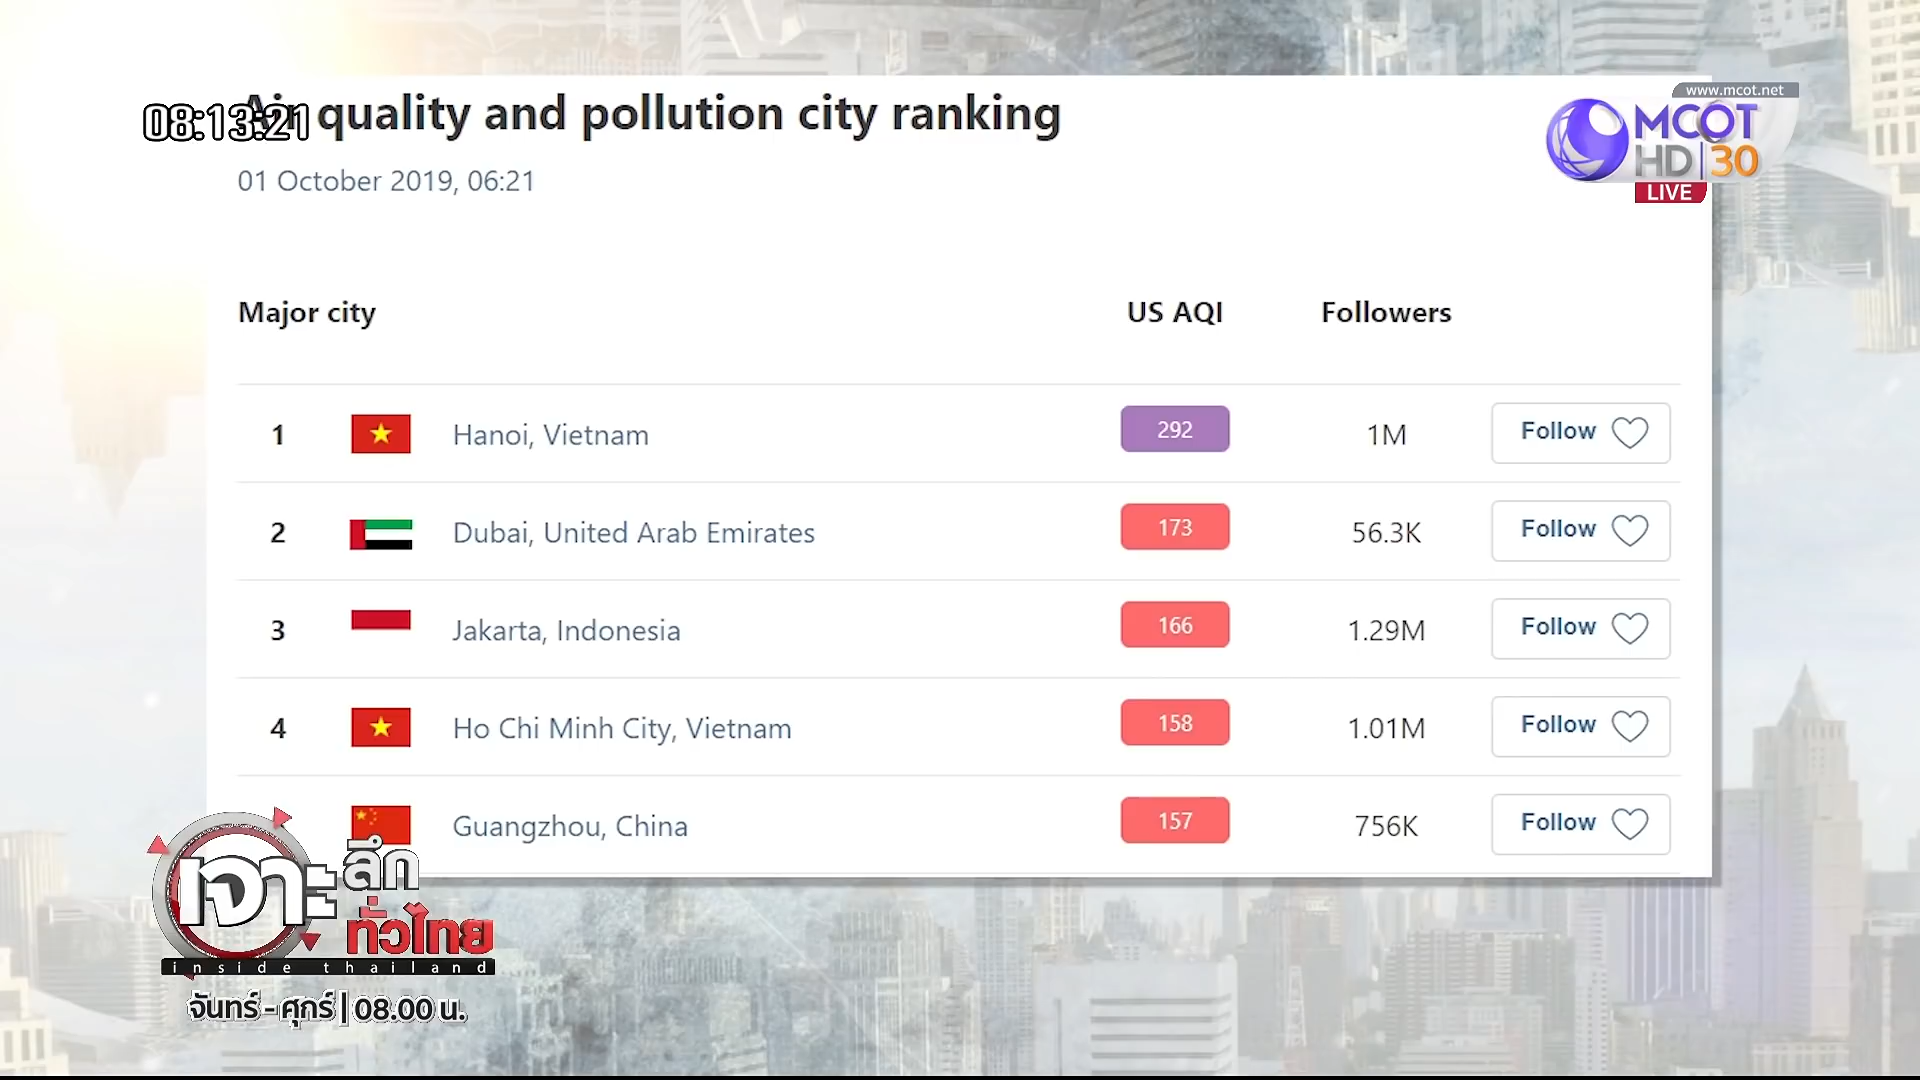 www.mcot.net
MCOT
HD 30
LIVE
08:13:21
Air quality and pollution city ranking
01 October 2019, 06:21
Major city US AQI Followers
1 Hanoi, Vietnam 292 1M Follow
2 Dubai, United Arab Emirates 173 56.3K Follow
3 Jakarta, Indonesia 166 1.29M Follow
4 Ho Chi Minh City, Vietnam 158 1.01M Follow
Guangzhou, China 157 756K Follow
เจาะลึก
ทั่วไทย
inside thailand
จันทร์ - ศุกร์ | 08.00 น.